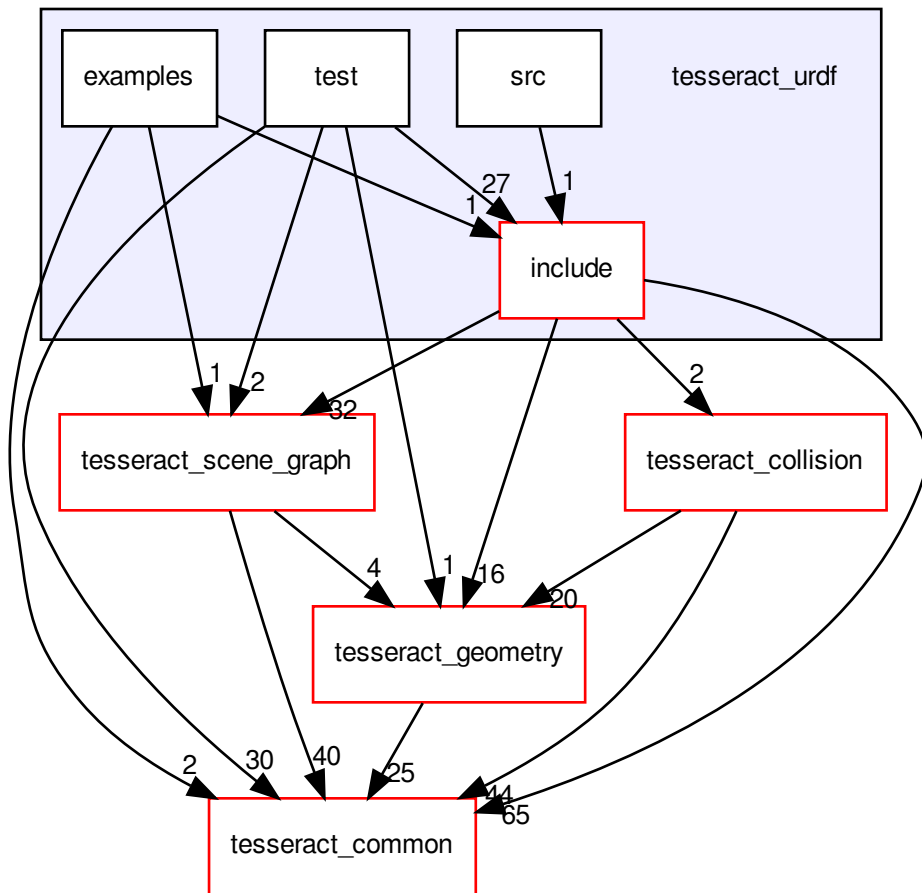 examples
test
src
tesseract_urdf
27
1
1
include
1
2
32
2
tesseract_scene_graph
tesseract_collision
4
1
16
20
tesseract_geometry
2
30
40
25
44
65
tesseract_common